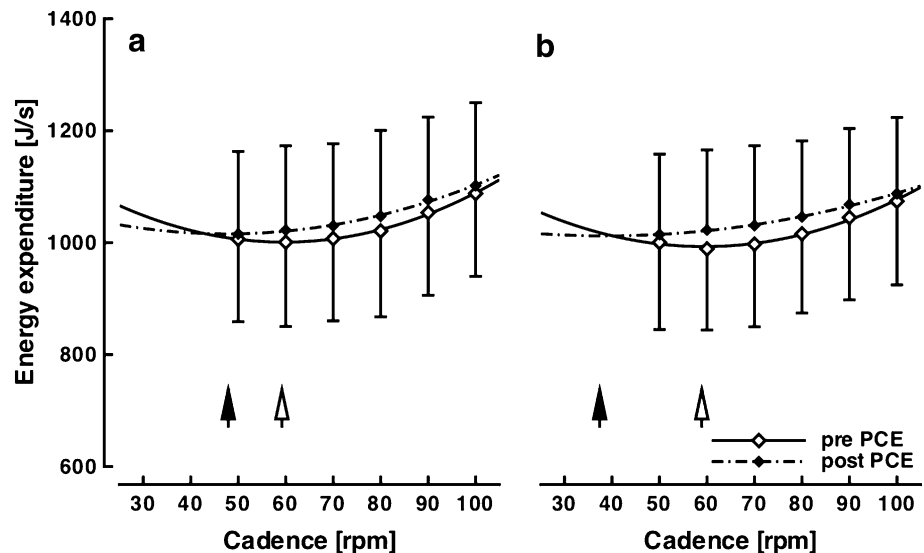 1400
a
b
1200
1000
800
600
Energy expenditure [J/s]
pre PCE
post PCE
30 40 50 60 70 80 90 100
30 40 50 60 70 80 90 100
Cadence [rpm]
Cadence [rpm]